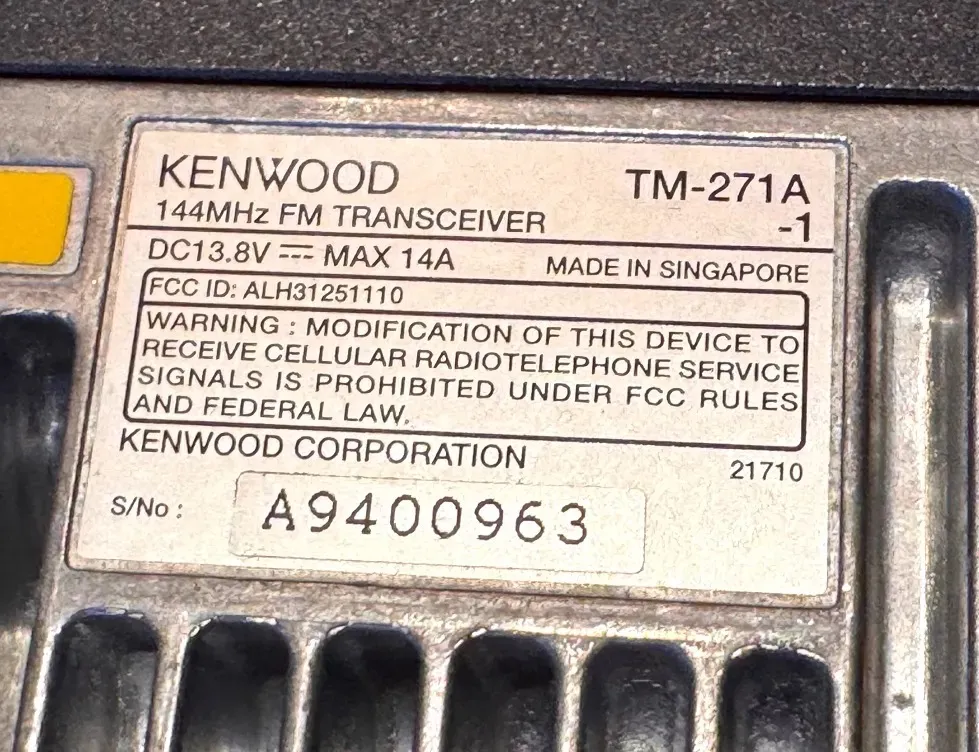 KENWOOD TM-271A
144MHz FM TRANSCEIVER -1
DC13.8V ⎓ MAX 14A MADE IN SINGAPORE
FCC ID: ALH31251110
WARNING : MODIFICATION OF THIS DEVICE TO
RECEIVE CELLULAR RADIOTELEPHONE SERVICE
SIGNALS IS PROHIBITED UNDER FCC RULES
AND FEDERAL LAW.
KENWOOD CORPORATION 21710
S/No : A9400963